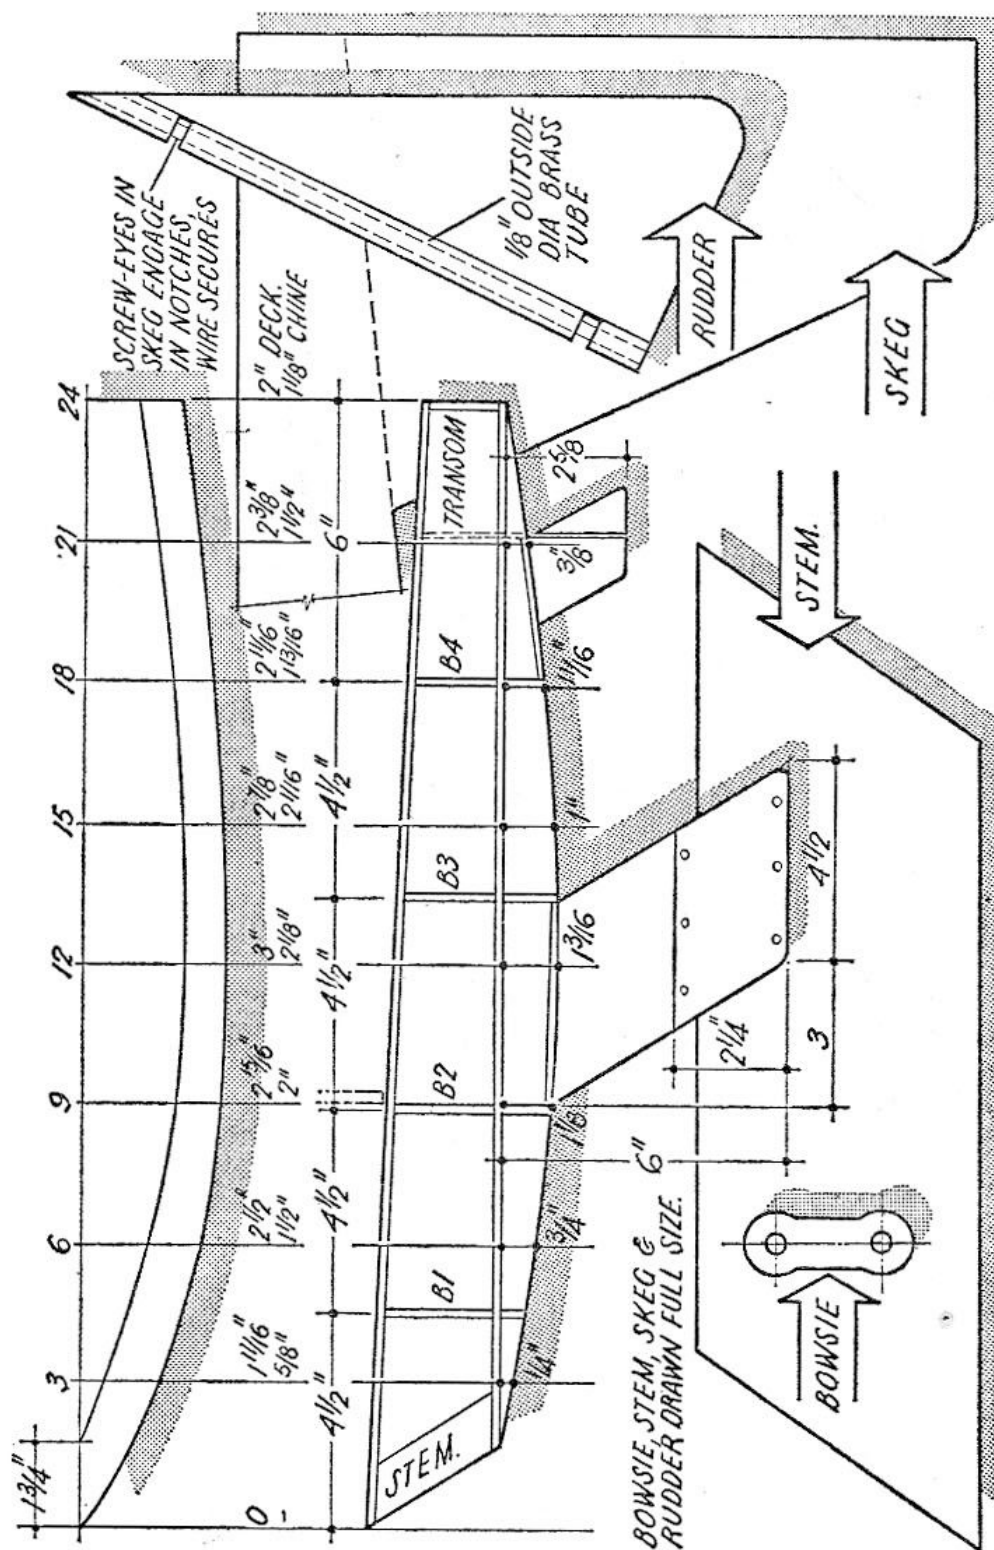 SCREW-EYES IN
SKEG ENGAGE
IN NOTCHES,
WIRE SECURES
1/8" OUTSIDE
DIA BRASS
TUBE
RUDDER
SKEG
STEM.
1 3/4"
0
3
6
9
12
15
18
21
24
1 11/16"
5/8"
2 1/2"
1 1/2"
2 15/16"
2"
3"
2 1/8"
2 7/8"
2 1/16"
2 11/16"
1 13/16"
2 3/8"
1 1/2"
2" DECK.
1 1/8" CHINE
4 1/2"
4 1/2"
4 1/2"
4 1/2"
6"
STEM.
B1
B2
B3
B4
TRANSOM
1/4"
3/4"
1 1/8
1 3/16
1"
11/16"
3/8"
2 5/8
6"
2 1/4"
3
4 1/2
BOWSIE, STEM, SKEG &
RUDDER DRAWN FULL SIZE.
BOWSIE